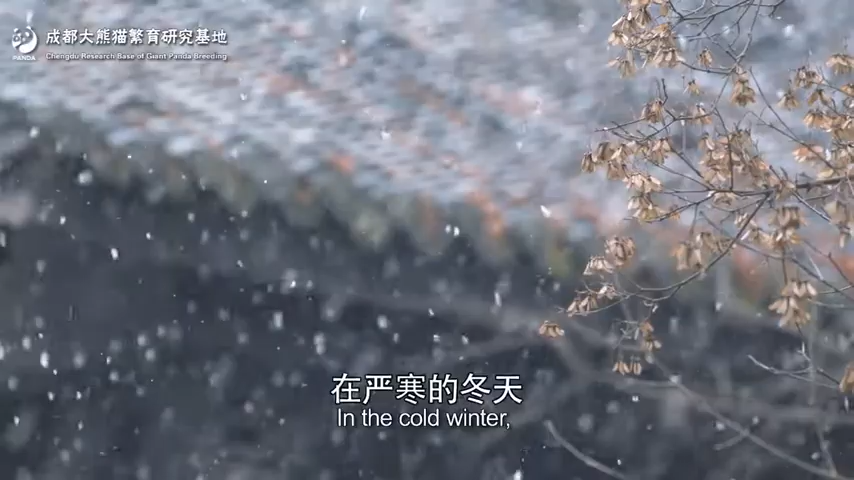 成都大熊猫繁育研究基地
Chengdu Research Base of Giant Panda Breeding
PANDA
在严寒的冬天
In the cold winter,